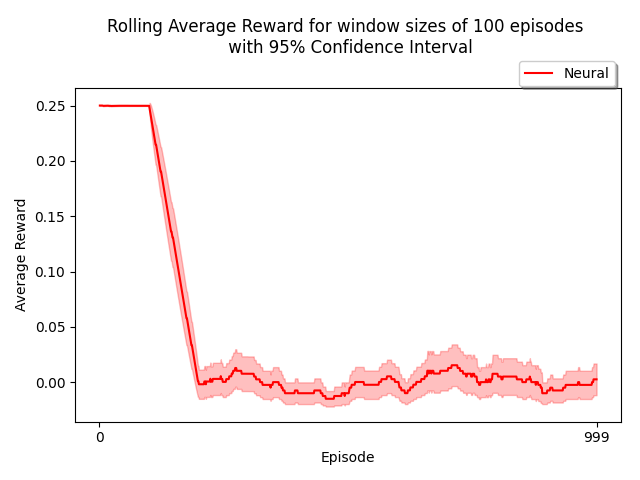 Rolling Average Reward for window sizes of 100 episodes
with 95% Confidence Interval
Neural
0.25
0.20
0.15
0.10
0.05
0.00
Average Reward
0
999
Episode